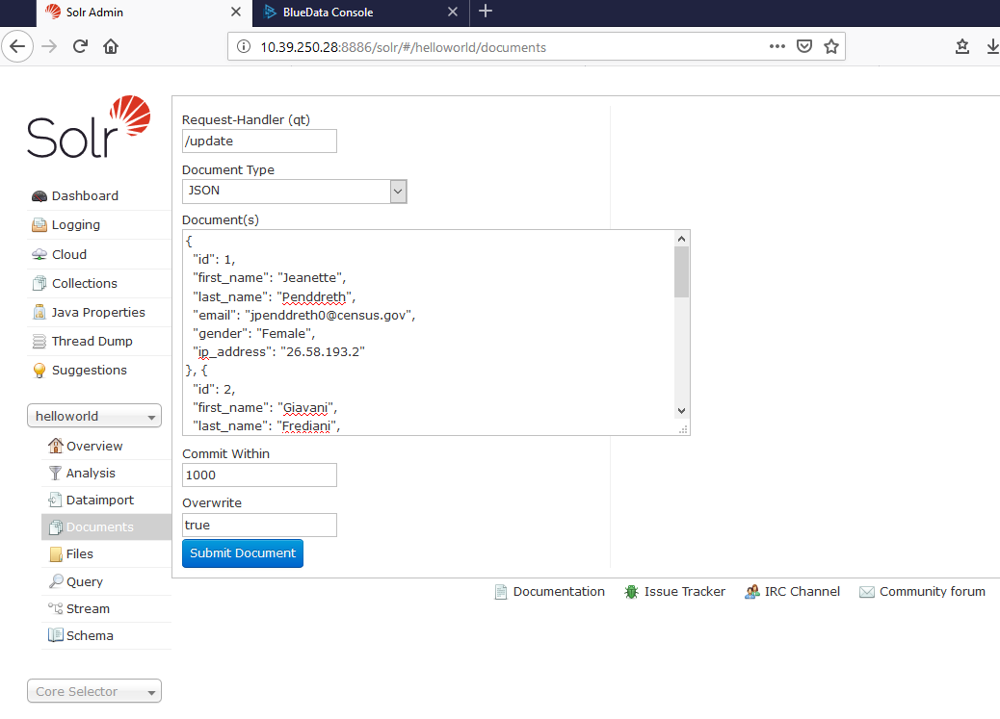 Solr Admin
BlueData Console
10.39.250.28:8886/solr/#/helloworld/documents
Solr
Dashboard
Logging
Cloud
Collections
Java Properties
Thread Dump
Suggestions
helloworld
Overview
Analysis
Dataimport
Documents
Files
Query
Stream
Schema
Core Selector
Request-Handler (qt)
/update
Document Type
JSON
Document(s)
{
"id": 1,
"first_name": "Jeanette",
"last_name": "Penddreth",
"email": "jpenddreth0@census.gov",
"gender": "Female",
"ip_address": "26.58.193.2"
}, {
"id": 2,
"first_name": "Giavani",
"last_name": "Frediani",
Commit Within
1000
Overwrite
true
Submit Document
Documentation
Issue Tracker
IRC Channel
Community forum